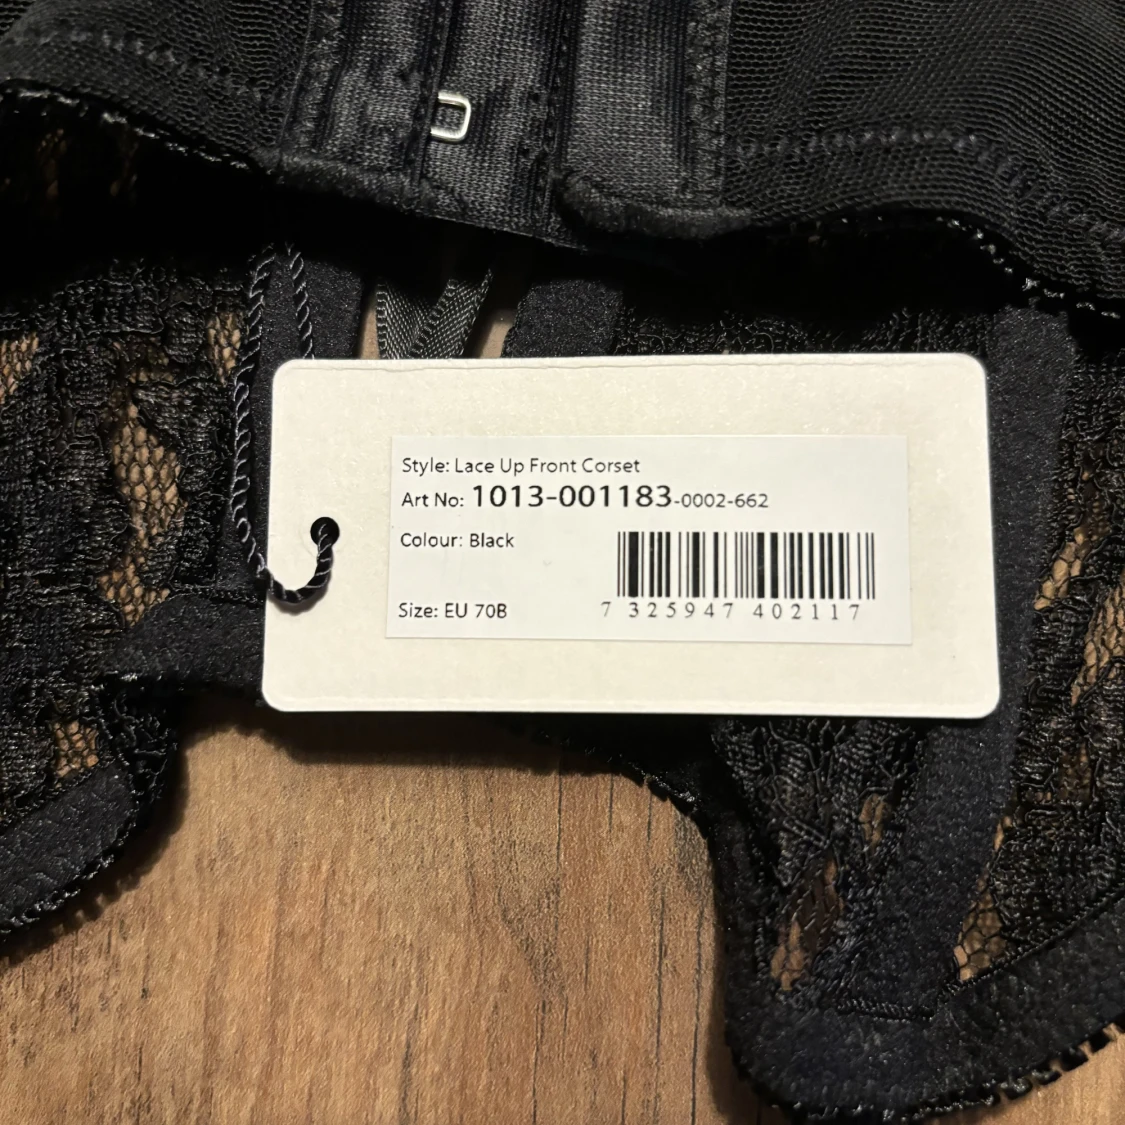 Style: Lace Up Front Corset
Art No: 1013-001183-0002-662
Colour: Black
Size: EU 70B
7 325947 402117